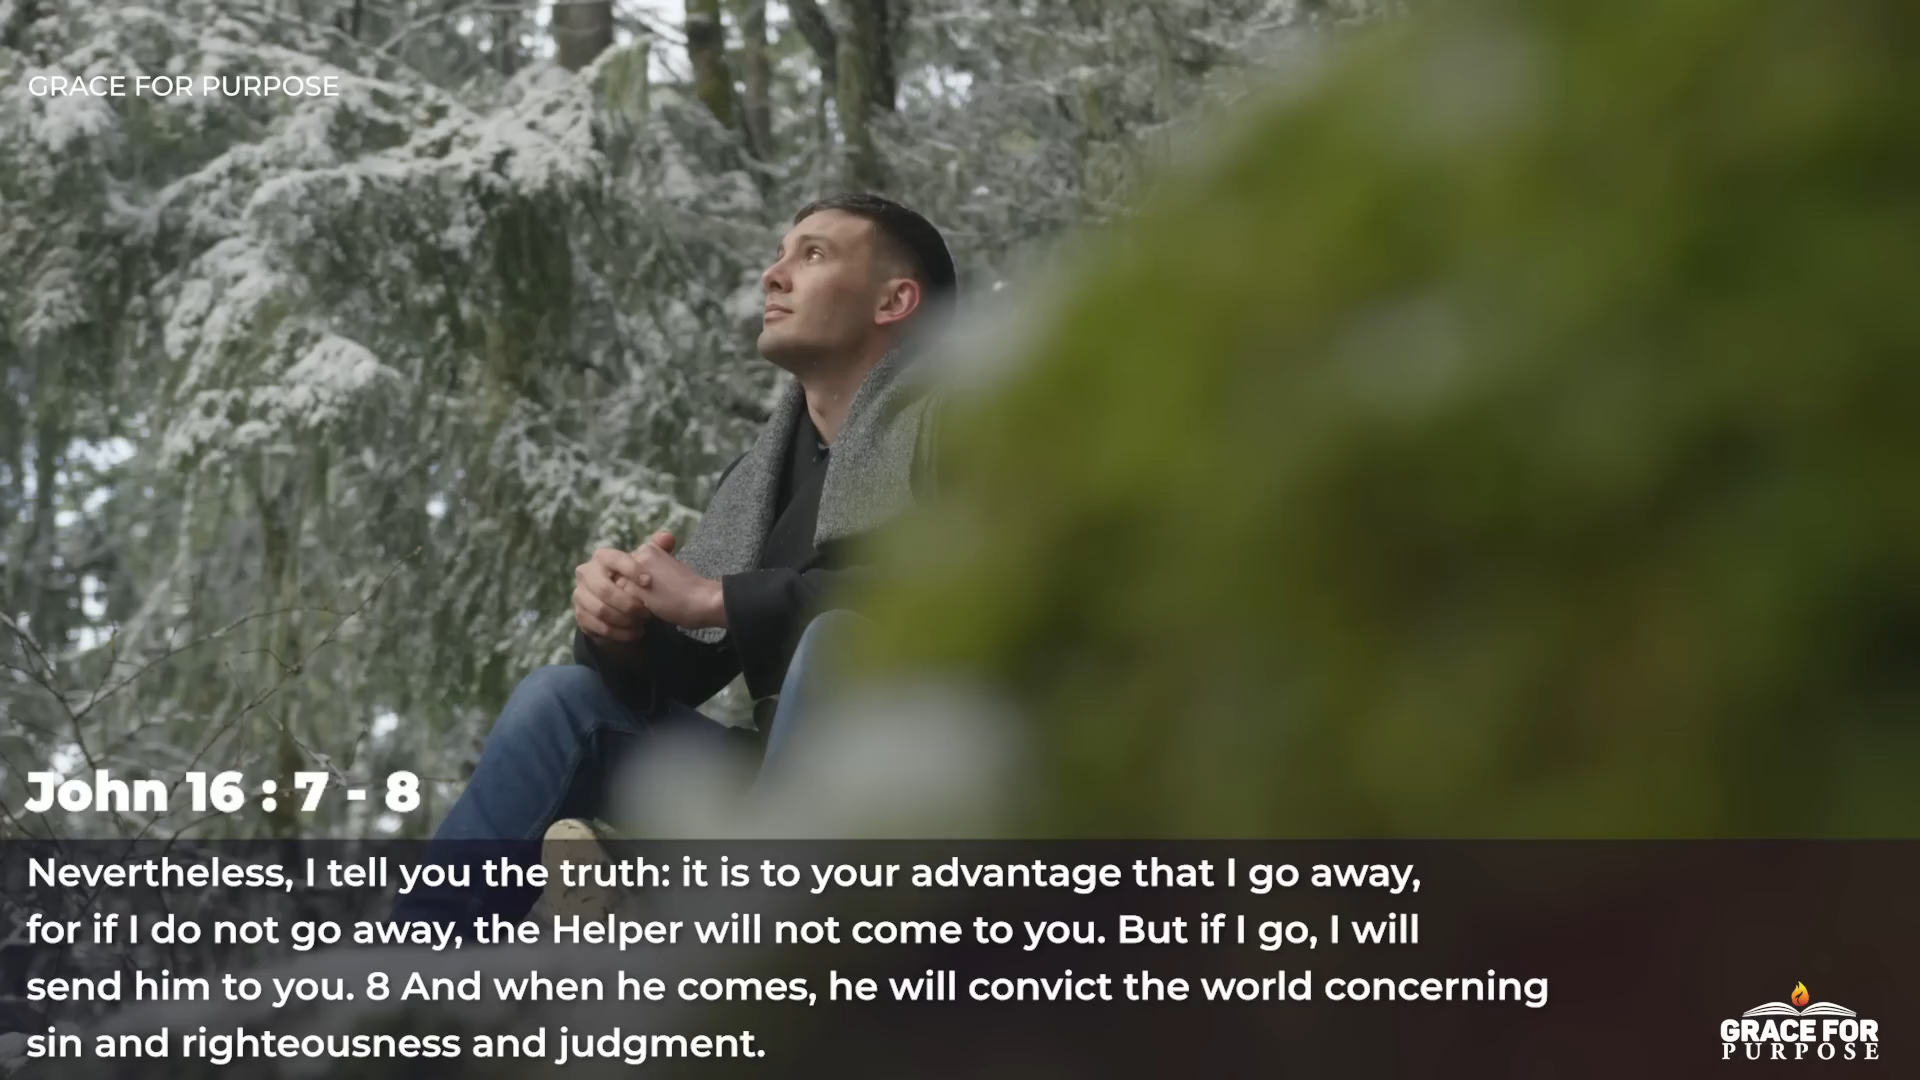 GRACE FOR PURPOSE
John 16 : 7 - 8
Nevertheless, I tell you the truth: it is to your advantage that I go away,
for if I do not go away, the Helper will not come to you. But if I go, I will
send him to you. 8 And when he comes, he will convict the world concerning
sin and righteousness and judgment.
GRACE FOR
PURPOSE